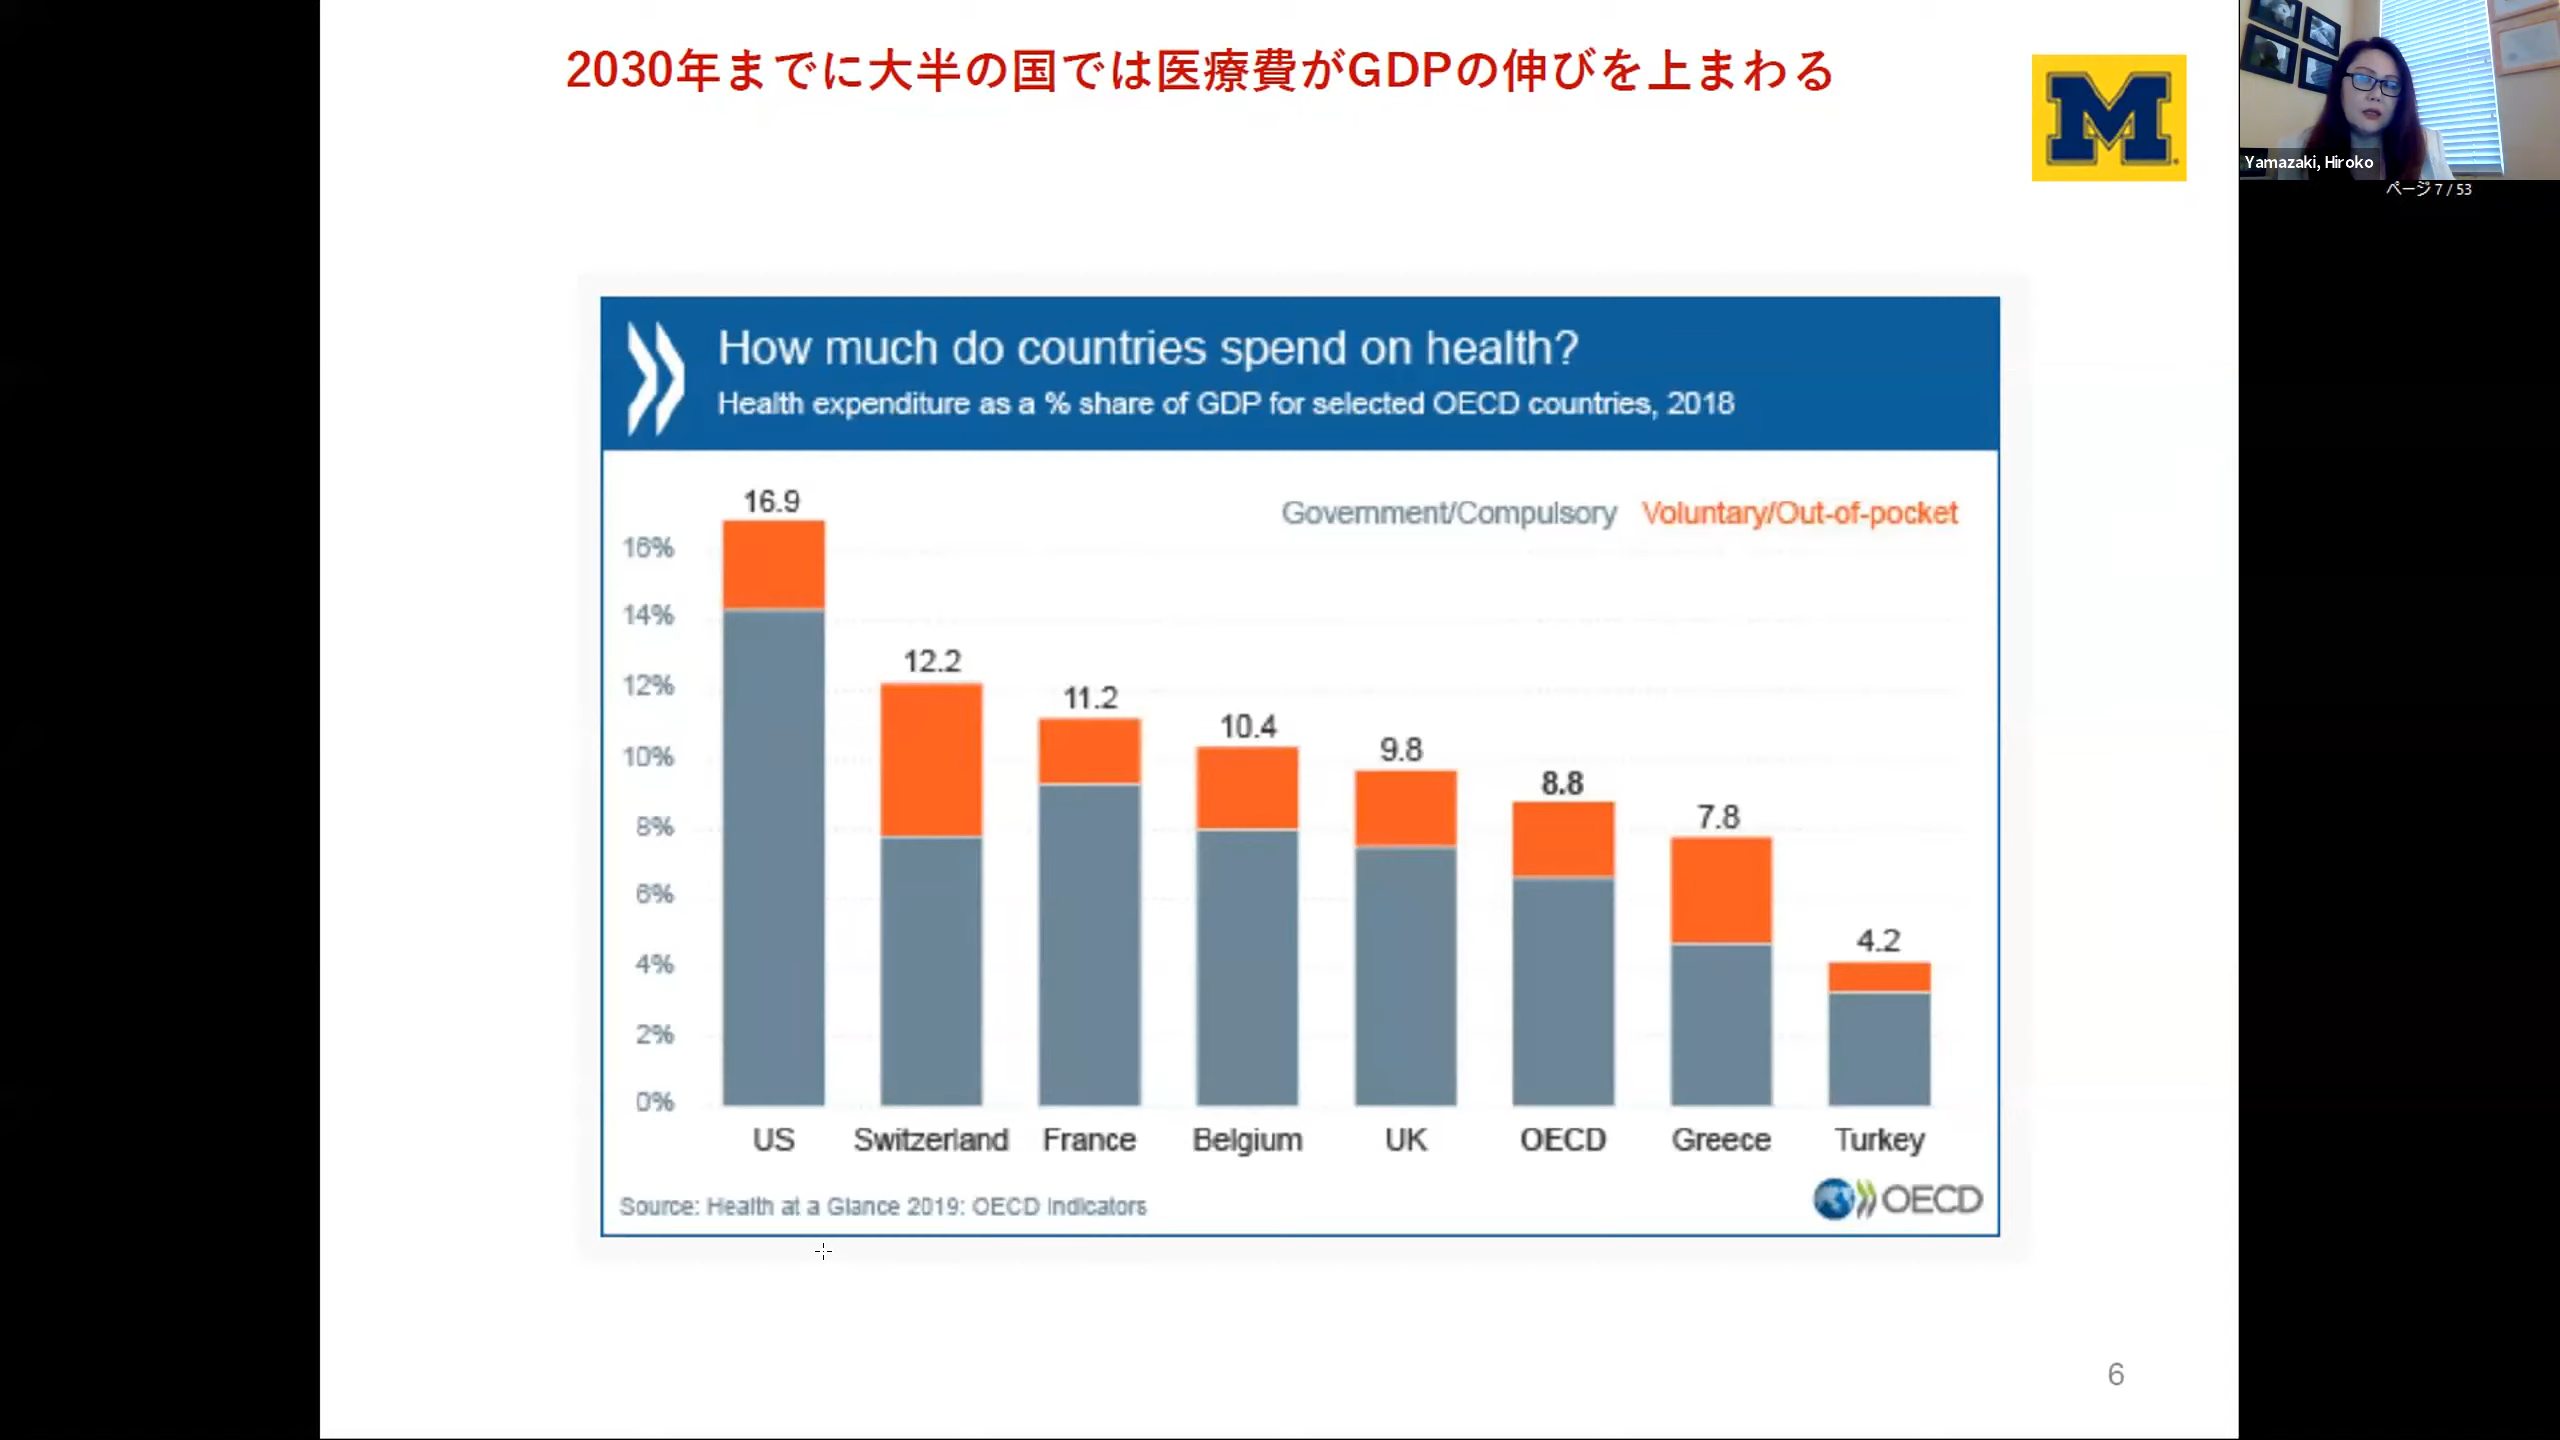 2030年までに大半の国では医療費がGDPの伸びを上まわる
M
Yamazaki, Hiroko
ページ 7 / 53
How much do countries spend on health?
Health expenditure as a % share of GDP for selected OECD countries, 2018
Government/Compulsory Voluntary/Out-of-pocket
16%
14%
12%
10%
8%
6%
4%
2%
0%
16.9
12.2
11.2
10.4
9.8
8.8
7.8
4.2
US Switzerland France Belgium UK OECD Greece Turkey
Source: Health at a Glance 2019: OECD Indicators
OECD
6